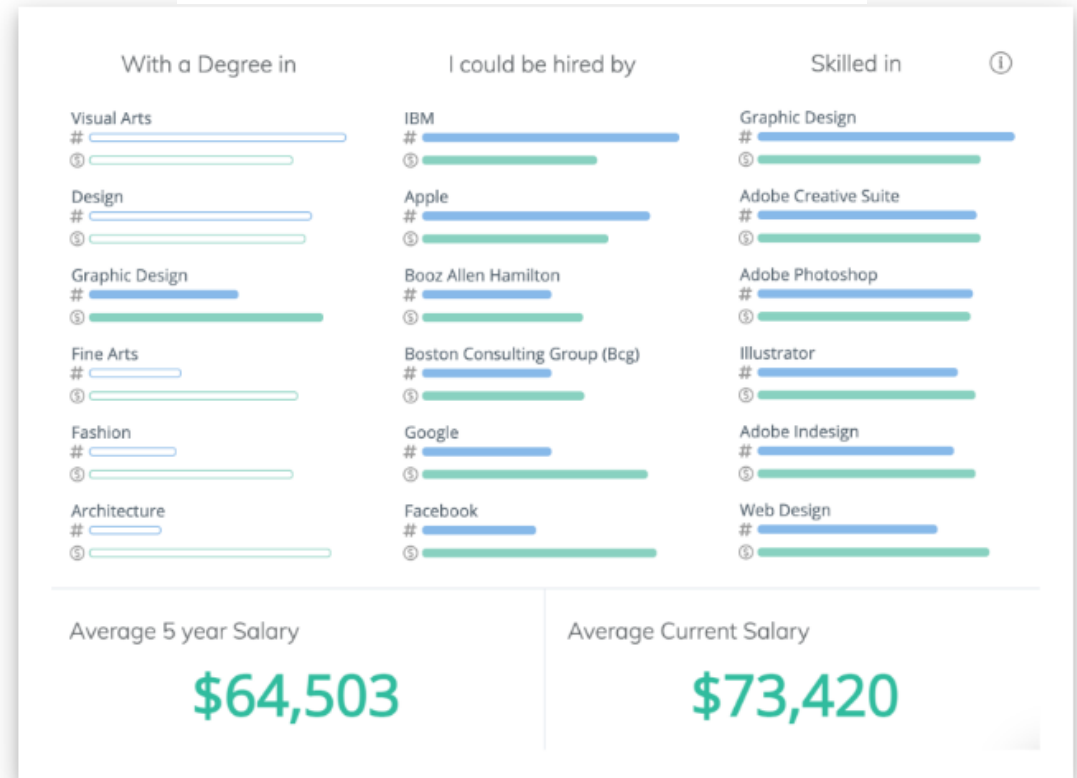 With a Degree in
Visual Arts
#
$
Design
#
$
Graphic Design
#
$
Fine Arts
#
$
Fashion
#
$
Architecture
#
$
I could be hired by
IBM
#
$
Apple
#
$
Booz Allen Hamilton
#
$
Boston Consulting Group (Bcg)
#
$
Google
#
$
Facebook
#
$
Skilled in
i
Graphic Design
#
$
Adobe Creative Suite
#
$
Adobe Photoshop
#
$
Illustrator
#
$
Adobe Indesign
#
$
Web Design
#
$
Average 5 year Salary
$64,503
Average Current Salary
$73,420